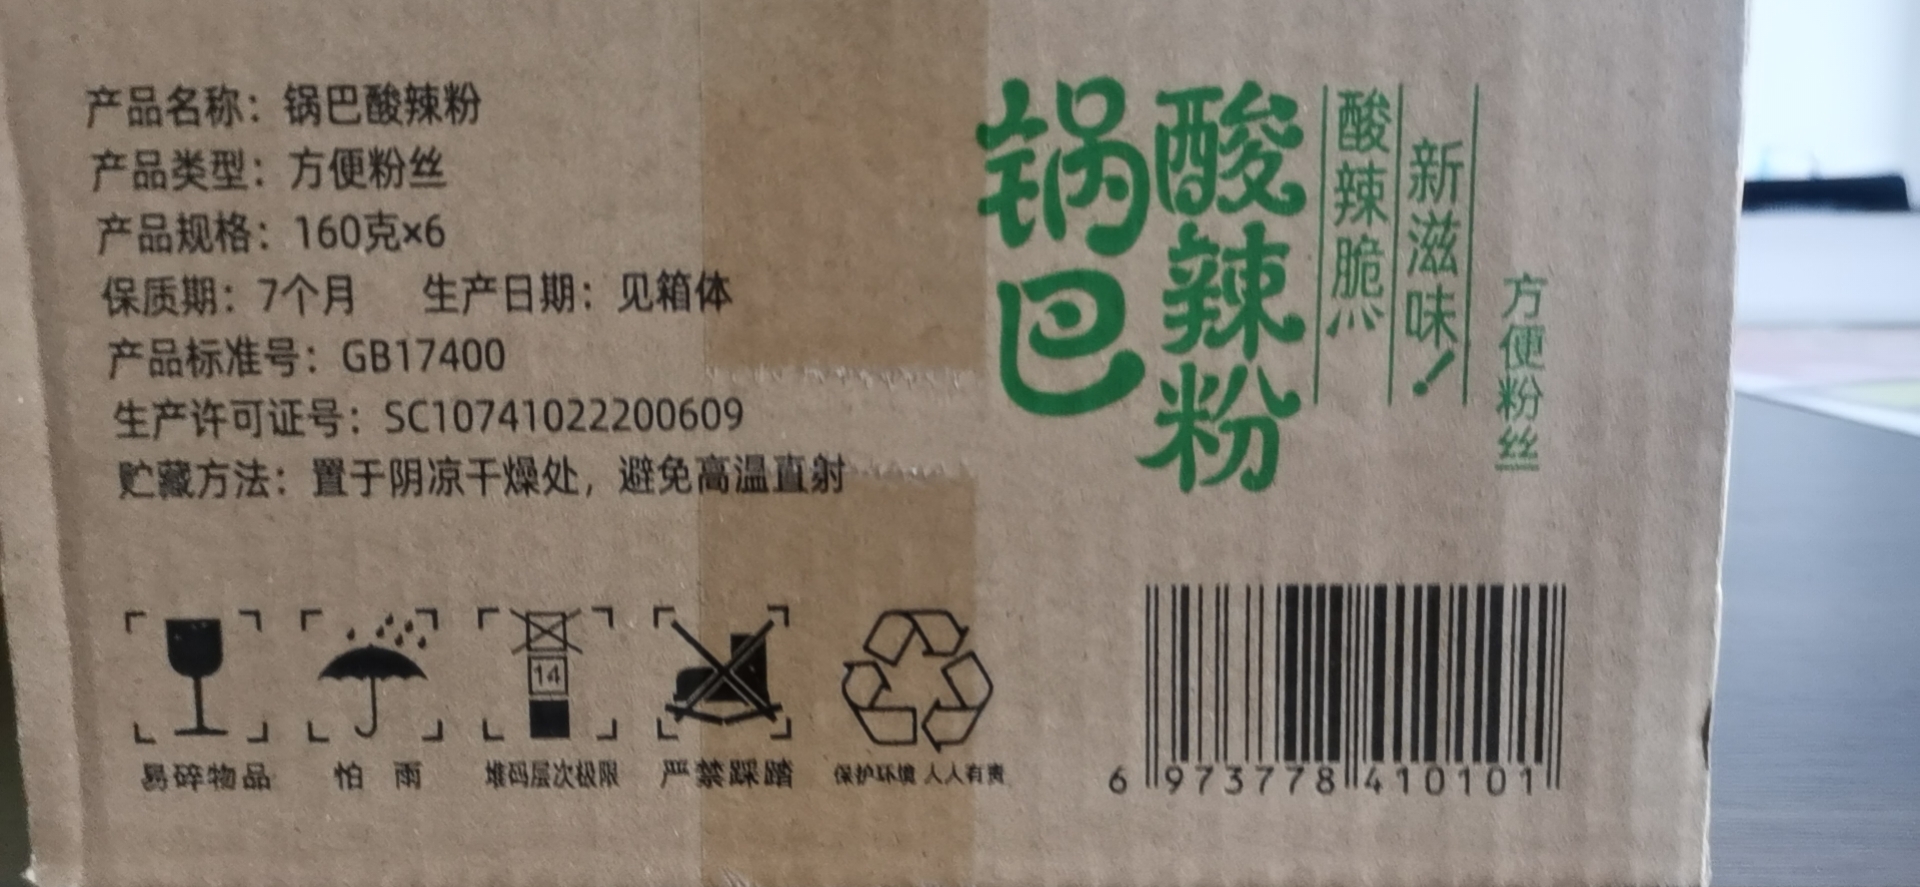 产品名称：锅巴酸辣粉
产品类型：方便粉丝
产品规格：160克×6
保质期：7个月 生产日期：见箱体
产品标准号：GB17400
生产许可证号：SC10741022200609
贮藏方法：置于阴凉干燥处，避免高温直射
锅巴
酸辣粉
酸辣脆
新滋味！
方便粉丝
14
易碎物品
怕 雨
堆码层次极限
严禁踩踏
保护环境 人人有责
6 973778 410101